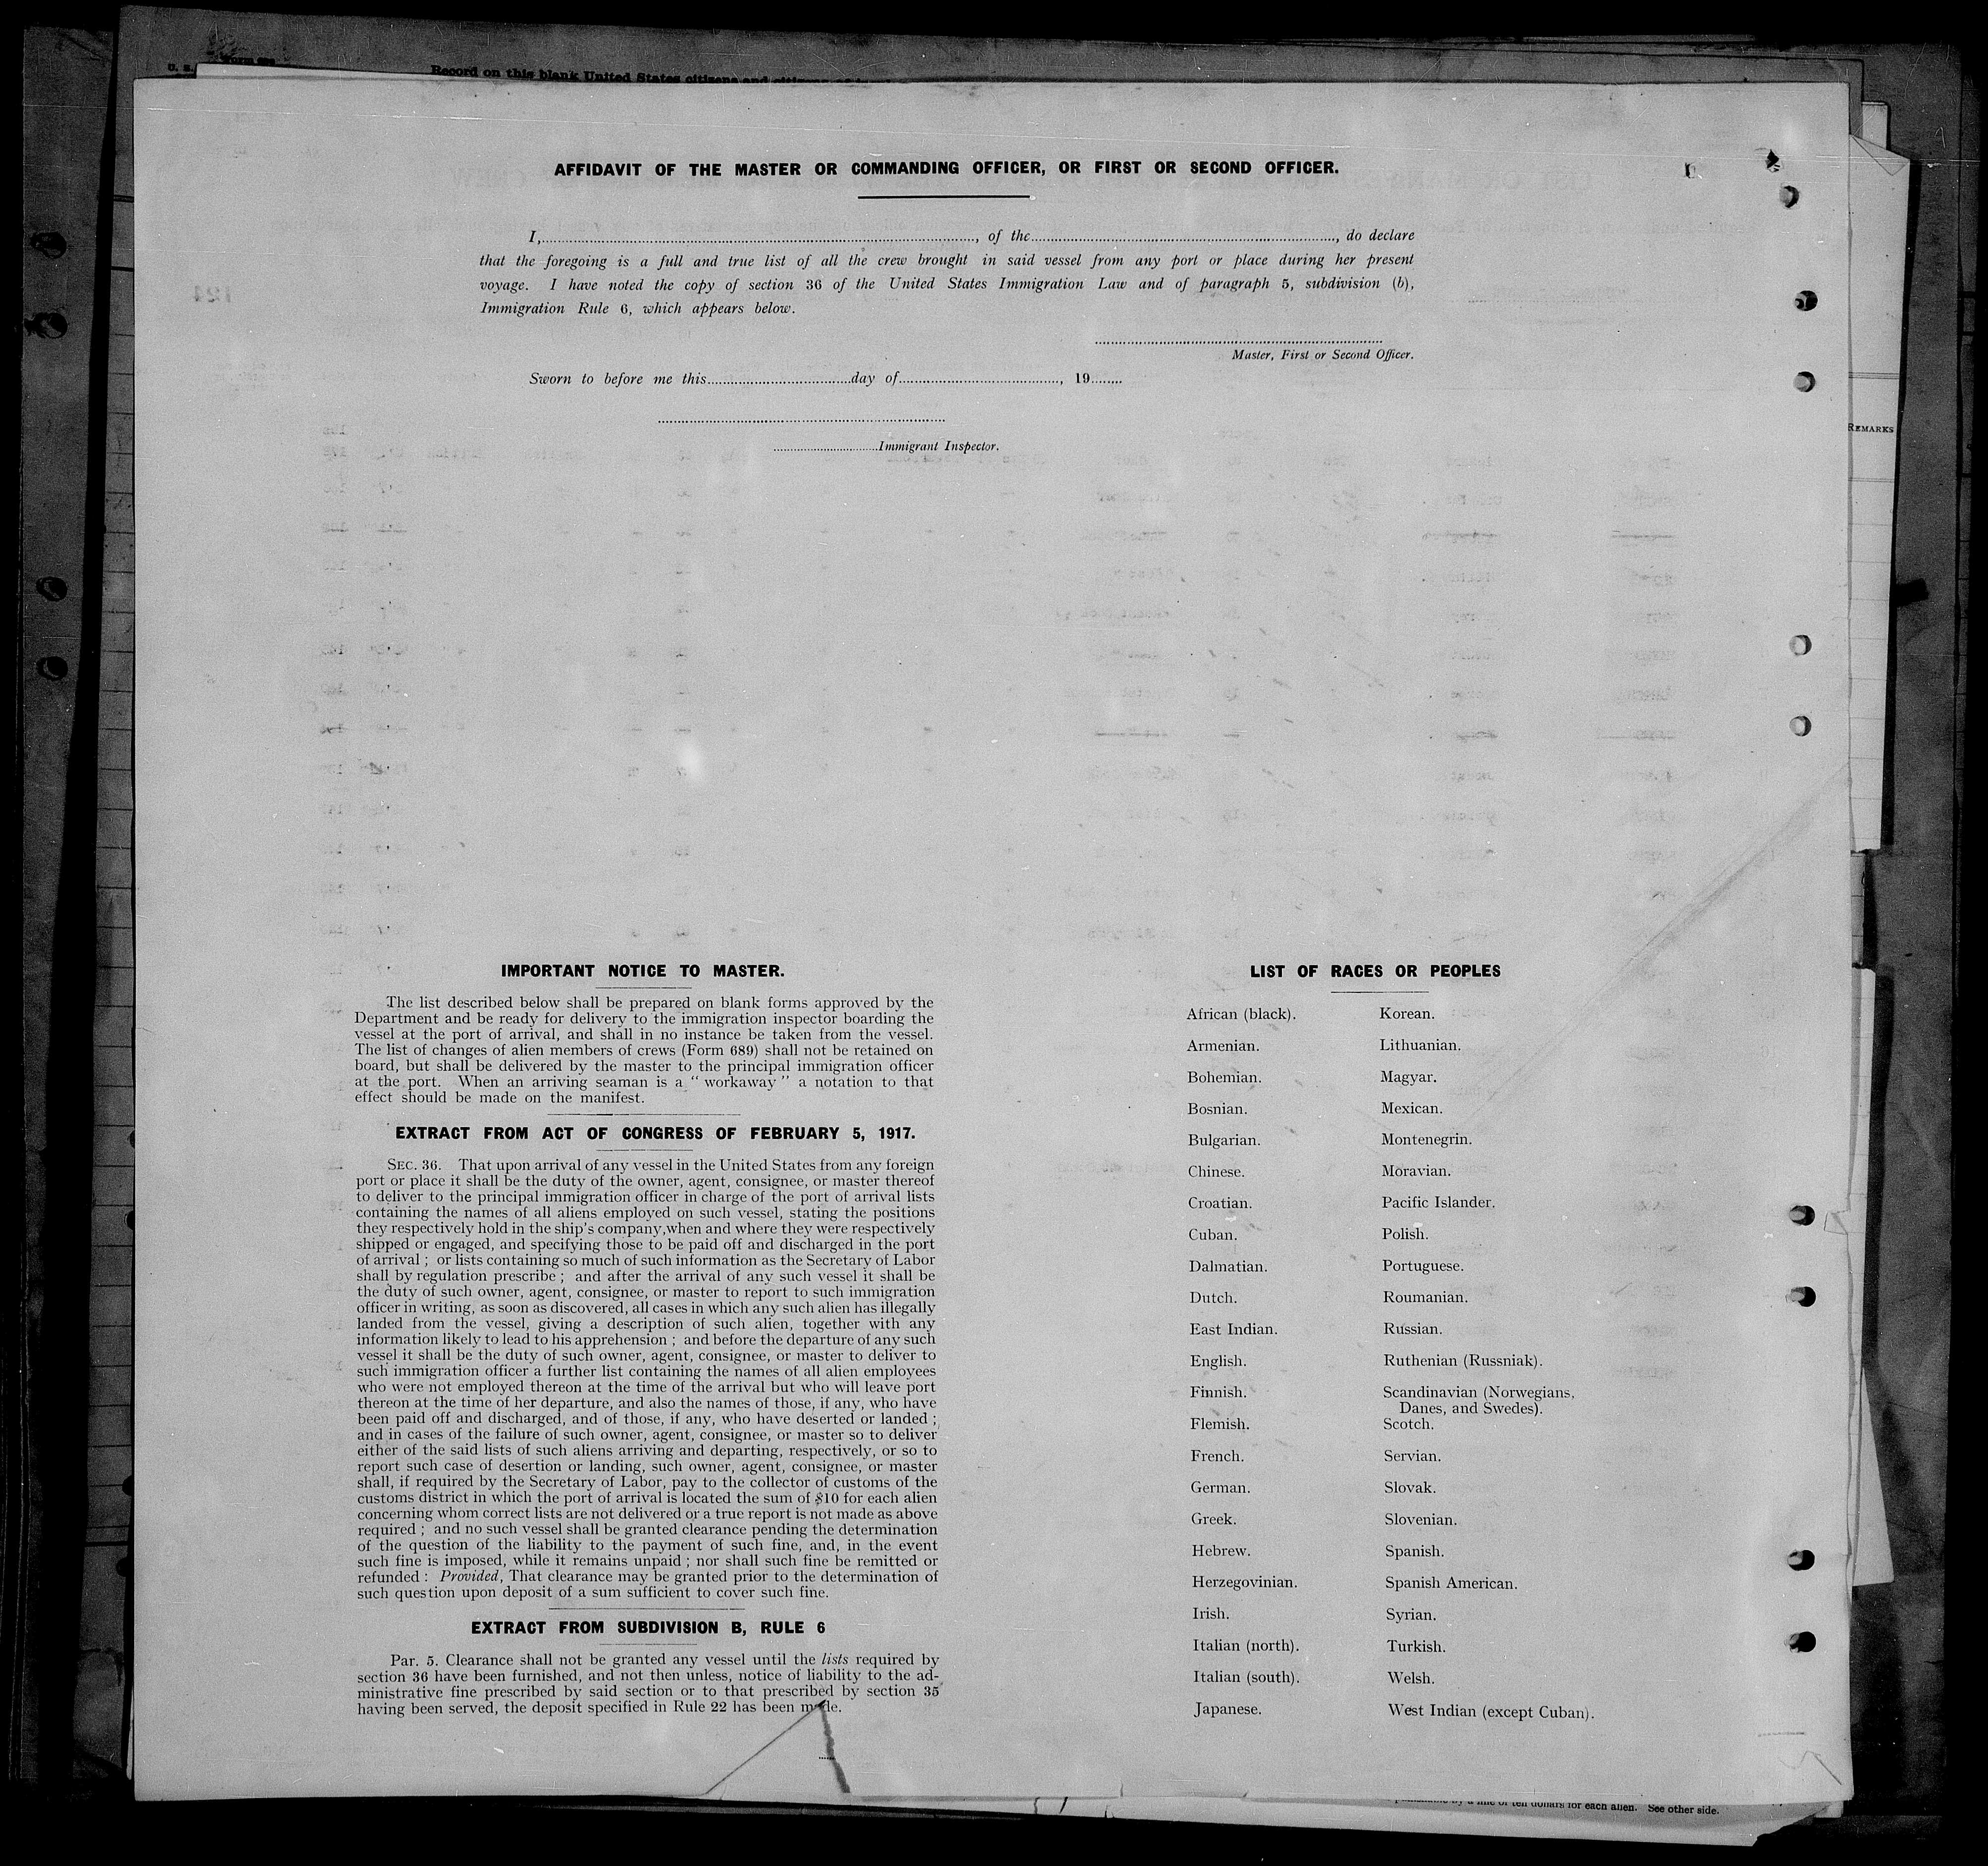 Record on this blank United States citizens and
AFFIDAVIT OF THE MASTER OR COMMANDING OFFICER, OR FIRST OR SECOND OFFICER.
I,..............................., of the..............................., do declare
that the foregoing is a full and true list of all the crew brought in said vessel from any port or place during her present
voyage. I have noted the copy of section 36 of the United States Immigration Law and of paragraph 5, subdivision (b),
Immigration Rule 6, which appears below.
Master, First or Second Officer.
Sworn to before me this...............................day of..............................., 19........
...............................Immigrant Inspector.
REMARKS
IMPORTANT NOTICE TO MASTER.
The list described below shall be prepared on blank forms approved by the
Department and be ready for delivery to the immigration inspector boarding the
vessel at the port of arrival, and shall in no instance be taken from the vessel.
The list of changes of alien members of crews (Form 689) shall not be retained on
board, but shall be delivered by the master to the principal immigration officer
at the port. When an arriving seaman is a " workaway " a notation to that
effect should be made on the manifest.
EXTRACT FROM ACT OF CONGRESS OF FEBRUARY 5, 1917.
SEC. 36. That upon arrival of any vessel in the United States from any foreign
port or place it shall be the duty of the owner, agent, consignee, or master thereof
to deliver to the principal immigration officer in charge of the port of arrival lists
containing the names of all aliens employed on such vessel, stating the positions
they respectively hold in the ship's company,when and where they were respectively
shipped or engaged, and specifying those to be paid off and discharged in the port
of arrival ; or lists containing so much of such information as the Secretary of Labor
shall by regulation prescribe ; and after the arrival of any such vessel it shall be
the duty of such owner, agent, consignee, or master to report to such immigration
officer in writing, as soon as discovered, all cases in which any such alien has illegally
landed from the vessel, giving a description of such alien, together with any
information likely to lead to his apprehension ; and before the departure of any such
vessel it shall be the duty of such owner, agent, consignee, or master to deliver to
such immigration officer a further list containing the names of all alien employees
who were not employed thereon at the time of the arrival but who will leave port
thereon at the time of her departure, and also the names of those, if any, who have
been paid off and discharged, and of those, if any, who have deserted or landed ;
and in cases of the failure of such owner, agent, consignee, or master so to deliver
either of the said lists of such aliens arriving and departing, respectively, or so to
report such case of desertion or landing, such owner, agent, consignee, or master
shall, if required by the Secretary of Labor, pay to the collector of customs of the
customs district in which the port of arrival is located the sum of $10 for each alien
concerning whom correct lists are not delivered or a true report is not made as above
required ; and no such vessel shall be granted clearance pending the determination
of the question of the liability to the payment of such fine, and, in the event
such fine is imposed, while it remains unpaid ; nor shall such fine be remitted or
refunded : Provided, That clearance may be granted prior to the determination of
such question upon deposit of a sum sufficient to cover such fine.
EXTRACT FROM SUBDIVISION B, RULE 6
Par. 5. Clearance shall not be granted any vessel until the lists required by
section 36 have been furnished, and not then unless, notice of liability to the ad-
ministrative fine prescribed by said section or to that prescribed by section 35
having been served, the deposit specified in Rule 22 has been made.
LIST OF RACES OR PEOPLES
African (black).
Armenian.
Bohemian.
Bosnian.
Bulgarian.
Chinese.
Croatian.
Cuban.
Dalmatian.
Dutch.
East Indian.
English.
Finnish.
Flemish.
French.
German.
Greek.
Hebrew.
Herzegovinian.
Irish.
Italian (north).
Italian (south).
Japanese.
Korean.
Lithuanian.
Magyar.
Mexican.
Montenegrin.
Moravian.
Pacific Islander.
Polish.
Portuguese.
Roumanian.
Russian.
Ruthenian (Russniak).
Scandinavian (Norwegians,
Danes, and Swedes).
Scotch.
Servian.
Slovak.
Slovenian.
Spanish.
Spanish American.
Syrian.
Turkish.
Welsh.
West Indian (except Cuban).
of ten dollars for each alien. See other side.